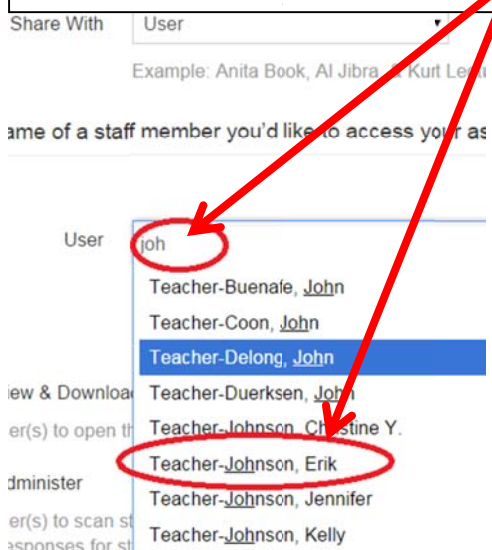 Share With User
Example: Anita Book, Al Jibra, & Kurt Lectu
ame of a staff member you'd like to access your as
User joh
Teacher-Buenafe, John
Teacher-Coon, John
Teacher-Delong, John
ew & Downloa Teacher-Duerksen, John
er(s) to open th Teacher-Johnson, Christine Y.
Teacher-Johnson, Erik
dminister
Teacher-Johnson, Jennifer
er(s) to scan st
Teacher-Johnson, Kelly
esponses for st